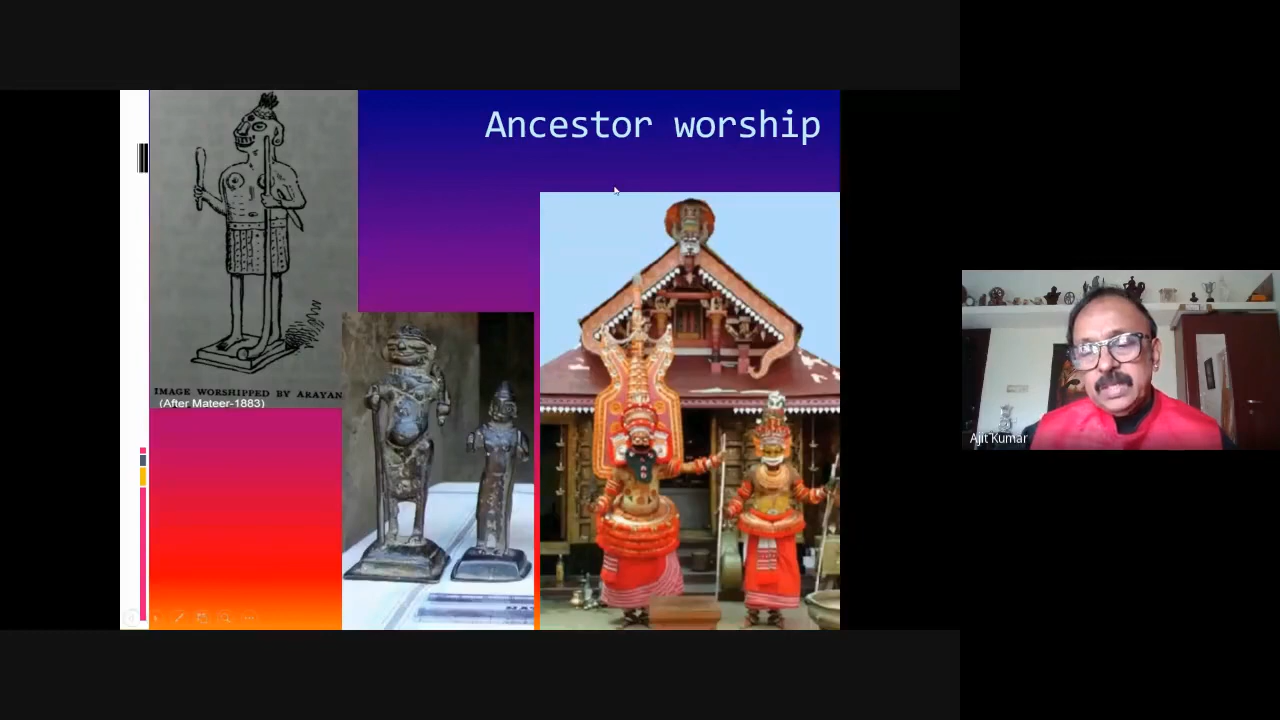 Ancestor worship
IMAGE WORSHIPPED BY ARAYAN
(After Mateer-1883)
Ajit Kumar